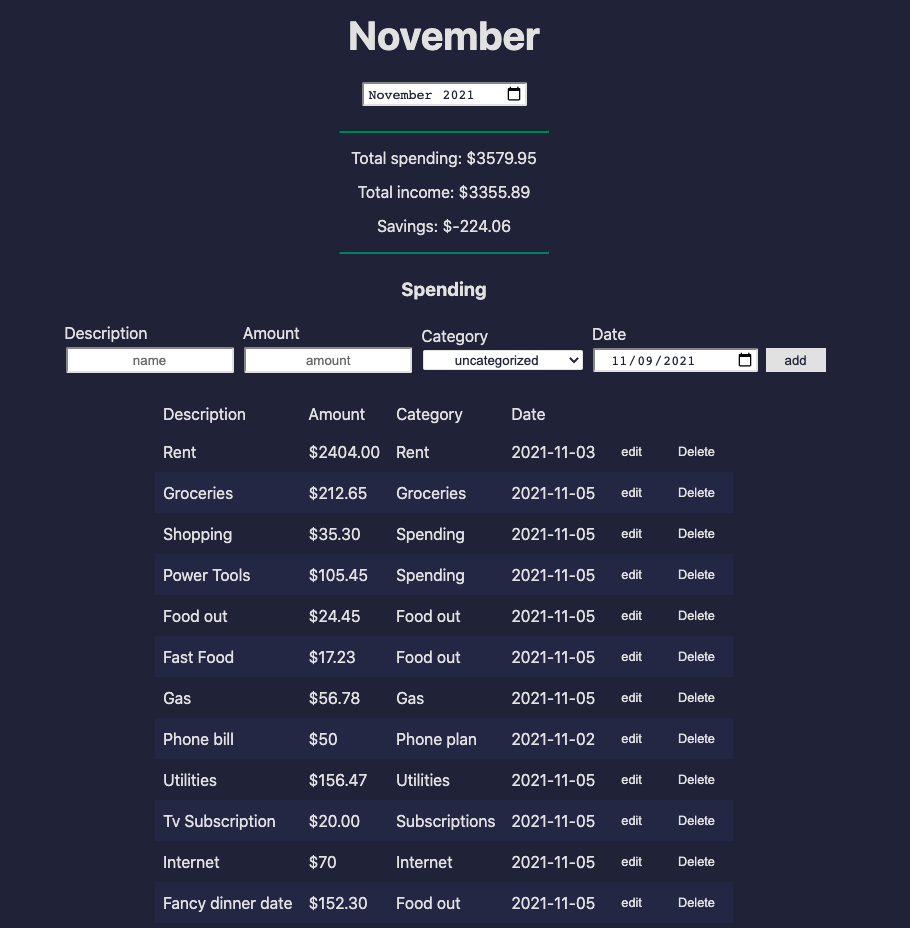 November
November 2021
Total spending: $3579.95
Total income: $3355.89
Savings: $-224.06
Spending
Description Amount Category Date
name amount uncategorized 11/09/2021 add
Description Amount Category Date
Rent $2404.00 Rent 2021-11-03 edit Delete
Groceries $212.65 Groceries 2021-11-05 edit Delete
Shopping $35.30 Spending 2021-11-05 edit Delete
Power Tools $105.45 Spending 2021-11-05 edit Delete
Food out $24.45 Food out 2021-11-05 edit Delete
Fast Food $17.23 Food out 2021-11-05 edit Delete
Gas $56.78 Gas 2021-11-05 edit Delete
Phone bill $50 Phone plan 2021-11-02 edit Delete
Utilities $156.47 Utilities 2021-11-05 edit Delete
Tv Subscription $20.00 Subscriptions 2021-11-05 edit Delete
Internet $70 Internet 2021-11-05 edit Delete
Fancy dinner date $152.30 Food out 2021-11-05 edit Delete